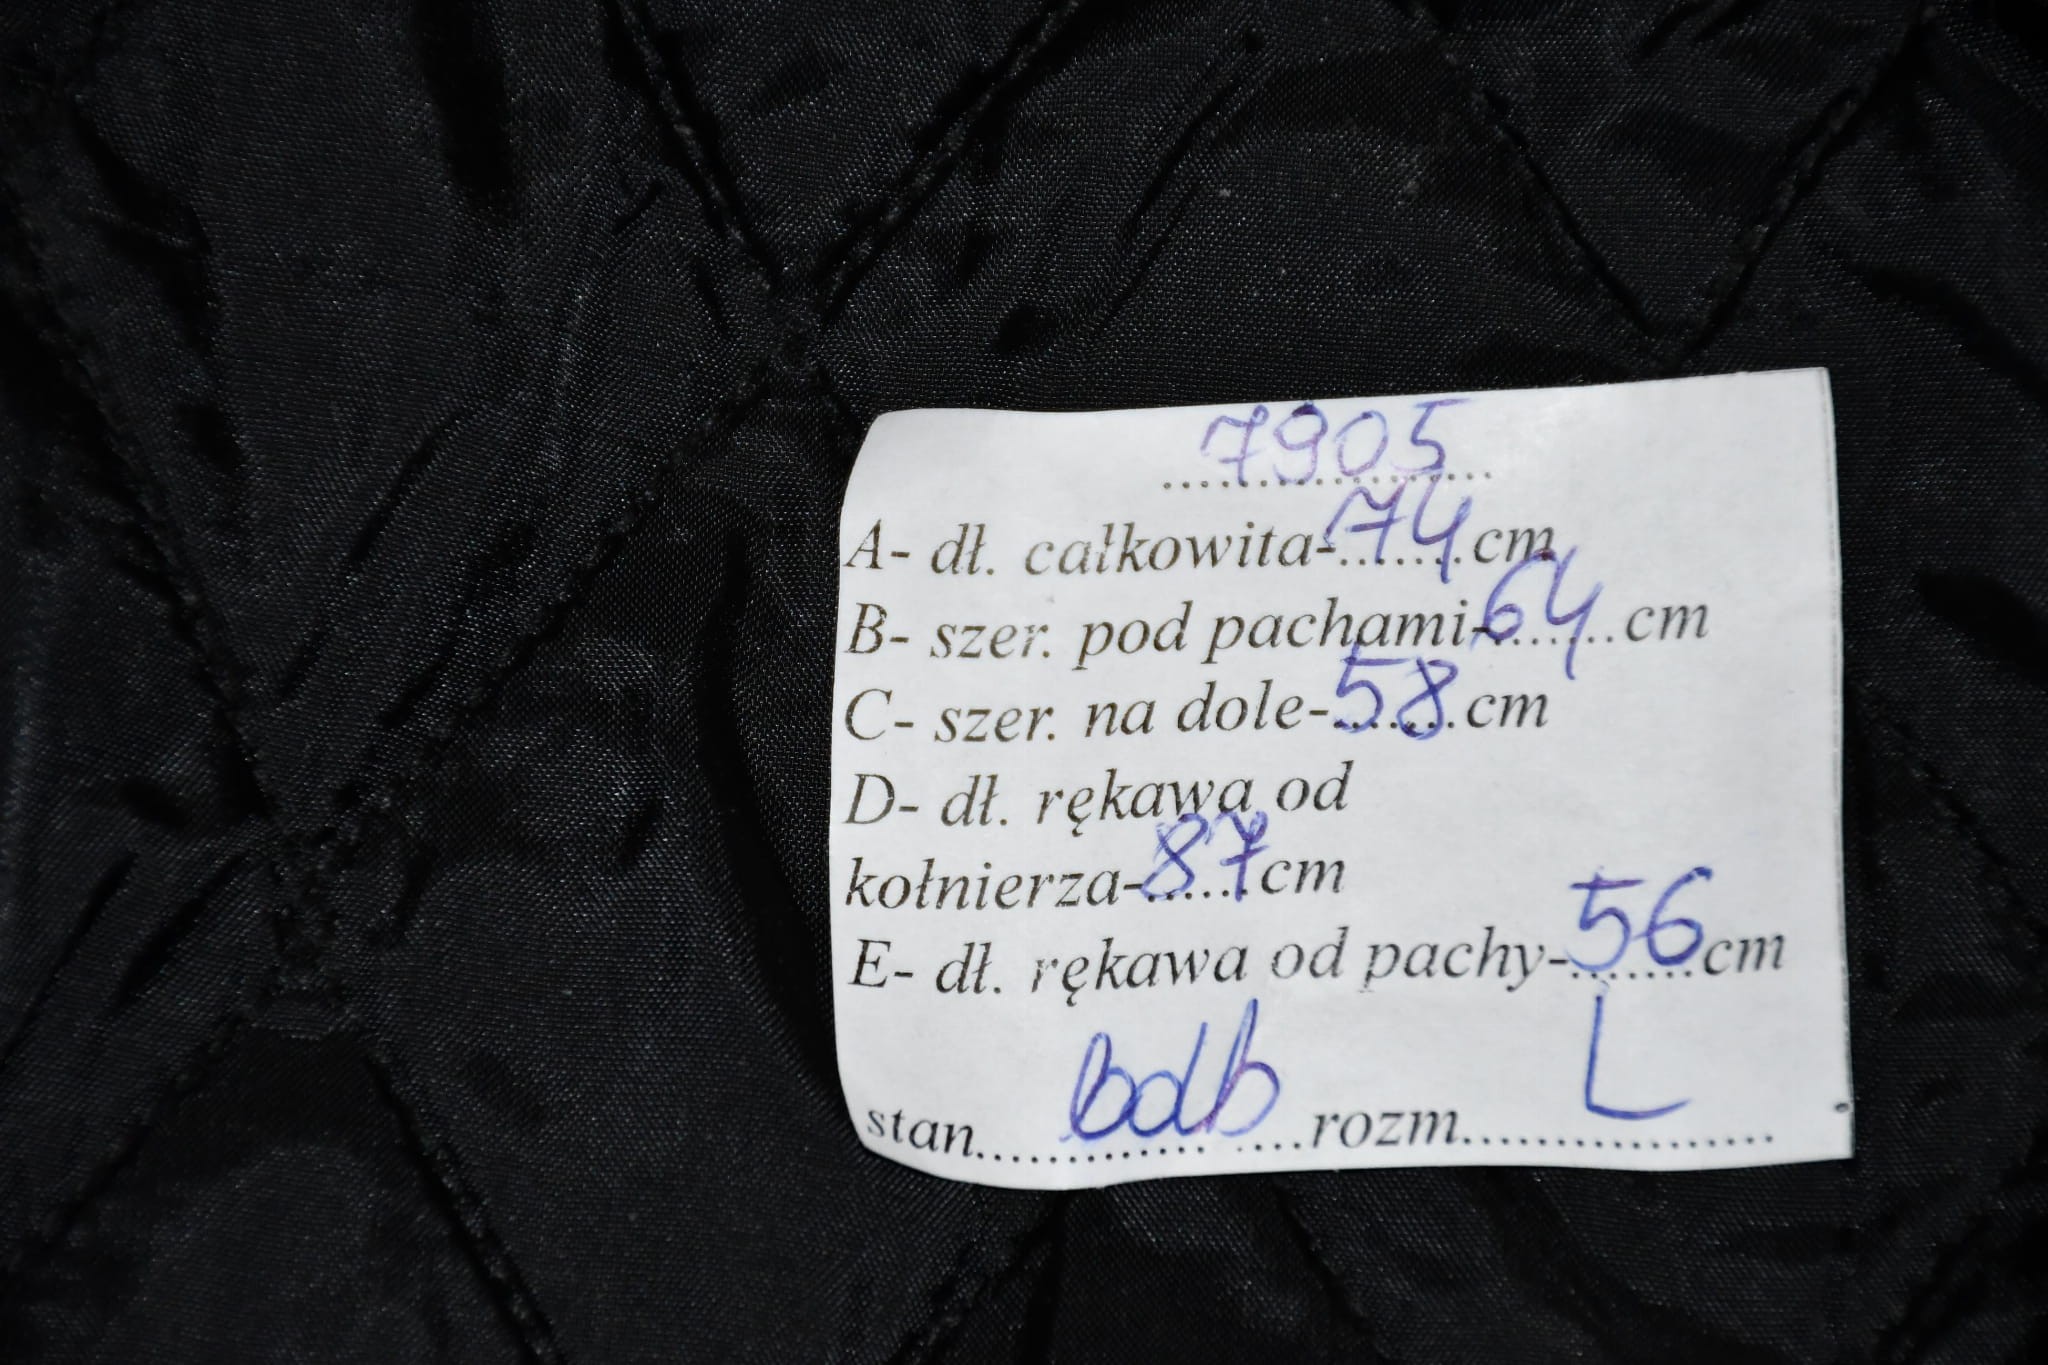 7905
A- dł. całkowita-74cm
B- szer. pod pachami-64cm
C- szer. na dole-58cm
D- dł. rękawa od
kołnierza-87cm
E- dł. rękawa od pachy-56cm
stan bdb rozm. L